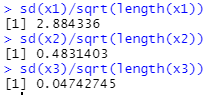 > sd(x1)/sqrt(length(x1))
[1] 2.884336
> sd(x2)/sqrt(length(x2))
[1] 0.4831403
> sd(x3)/sqrt(length(x3))
[1] 0.04742745